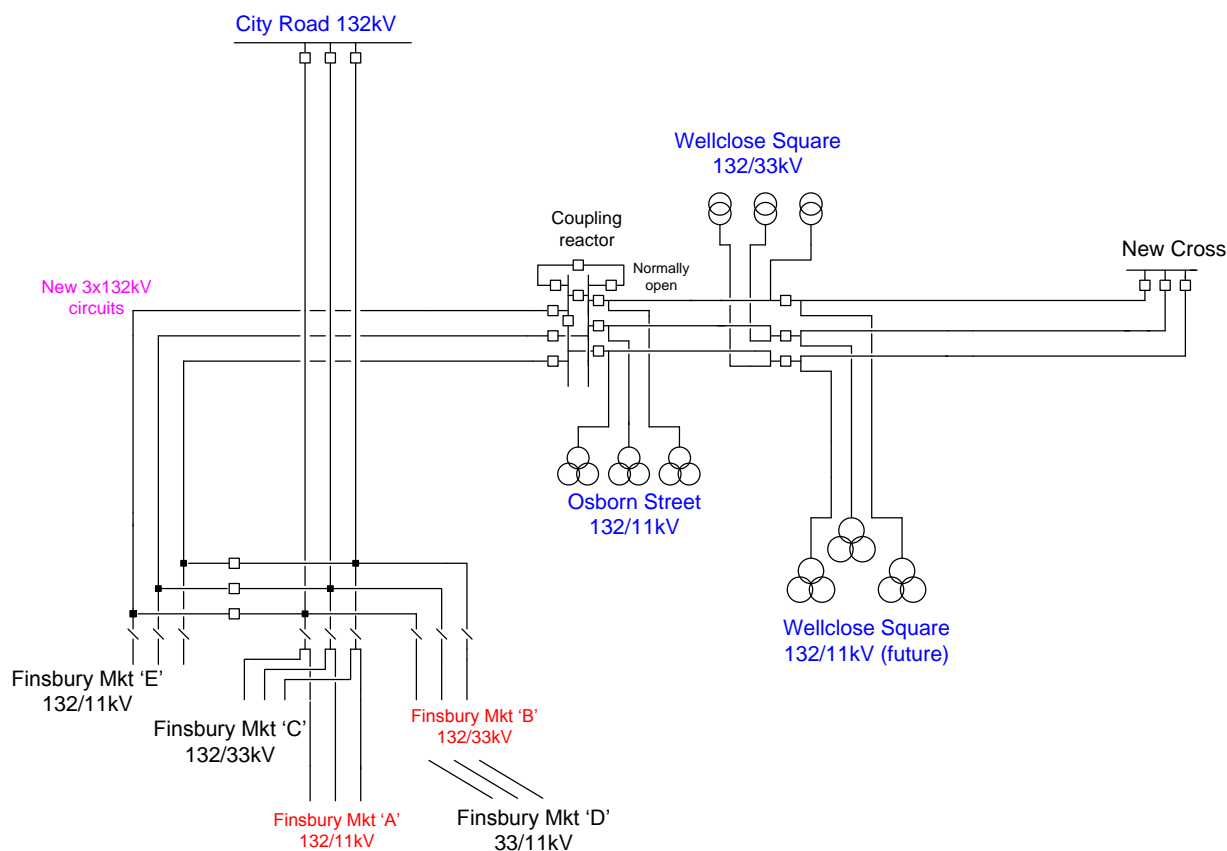 City Road 132kV
Wellclose Square
132/33kV
Coupling
reactor
Normally
open
New Cross
New 3x132kV
circuits
Osborn Street
132/11kV
Wellclose Square
132/11kV (future)
Finsbury Mkt ‘E’
132/11kV
Finsbury Mkt ‘C’
132/33kV
Finsbury Mkt ‘B’
132/33kV
Finsbury Mkt ‘A’
132/11kV
Finsbury Mkt ‘D’
33/11kV